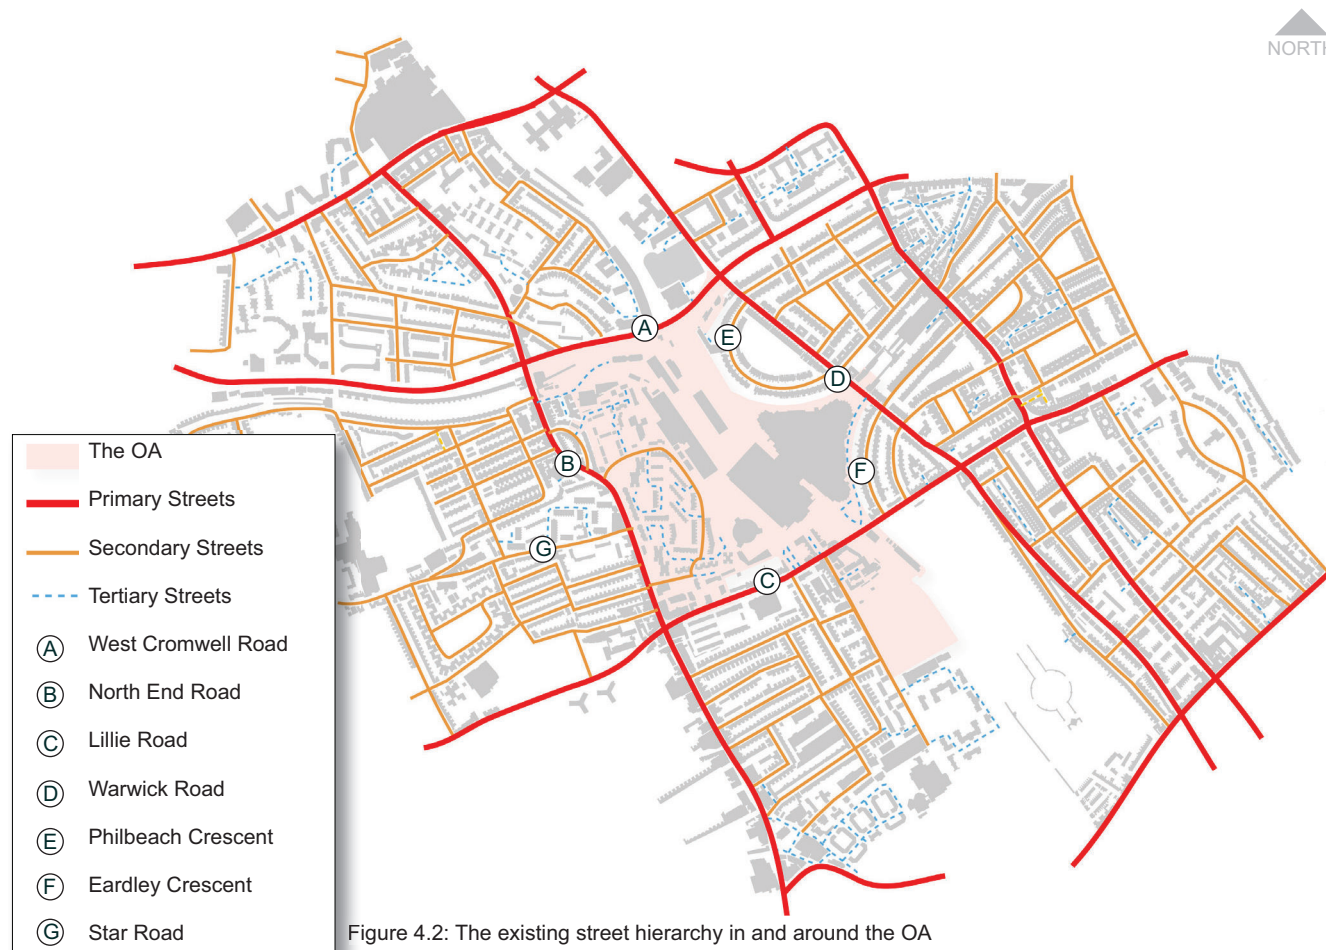 NORTH
A
E
D
B
F
G
C
The OA
Primary Streets
Secondary Streets
Tertiary Streets
A West Cromwell Road
B North End Road
C Lillie Road
D Warwick Road
E Philbeach Crescent
F Eardley Crescent
G Star Road
Figure 4.2: The existing street hierarchy in and around the OA